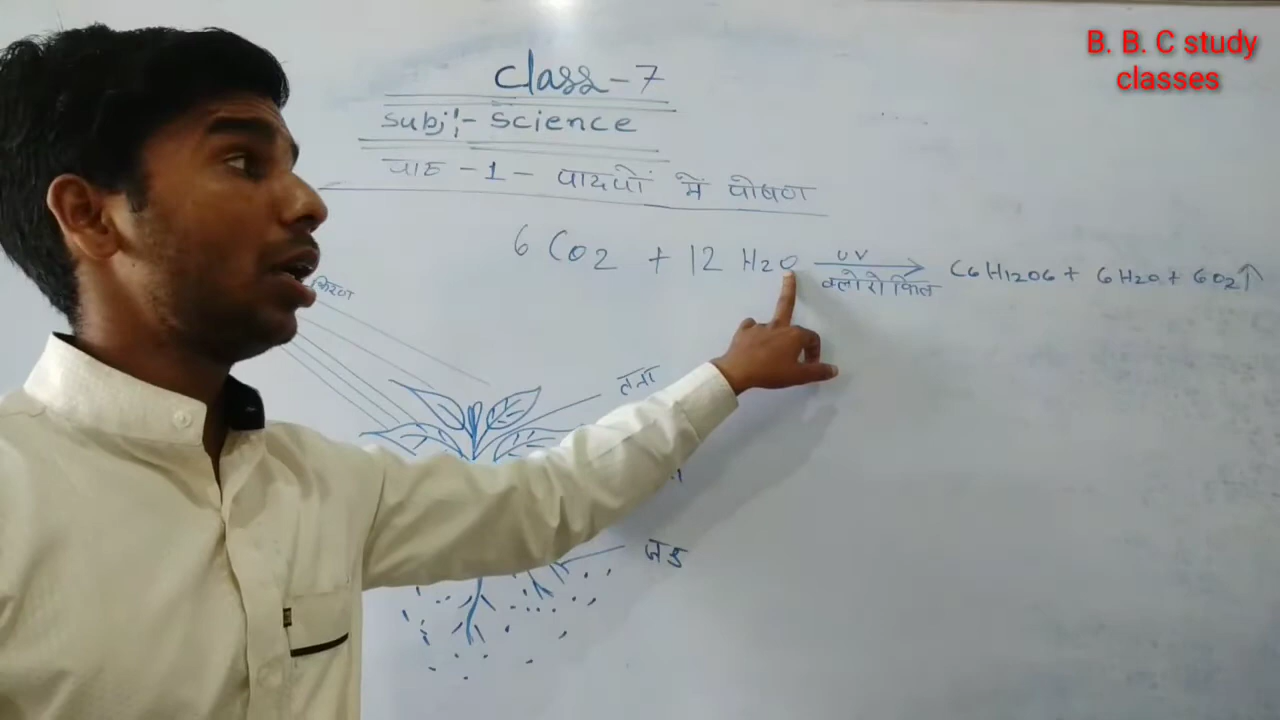 B. B. C study
classes
Class-7
Subj:- Science
पाठ -1- पादपों में पोषण
6 CO2 + 12 H2O UV → C6H12O6 + 6H2O + 6O2↑
क्लोरोफिल
किरण
तना
जड